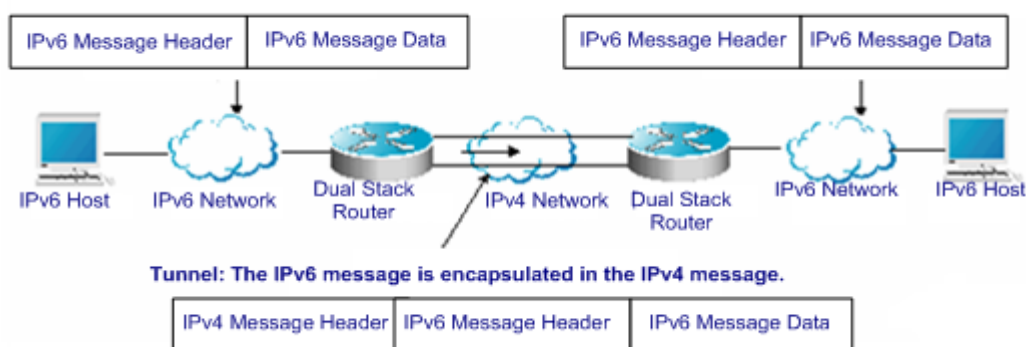 IPv6 Message Header IPv6 Message Data IPv6 Message Header IPv6 Message Data
IPv6 Host IPv6 Network Dual Stack Router IPv4 Network Dual Stack Router IPv6 Network IPv6 Host
Tunnel: The IPv6 message is encapsulated in the IPv4 message.
IPv4 Message Header IPv6 Message Header IPv6 Message Data